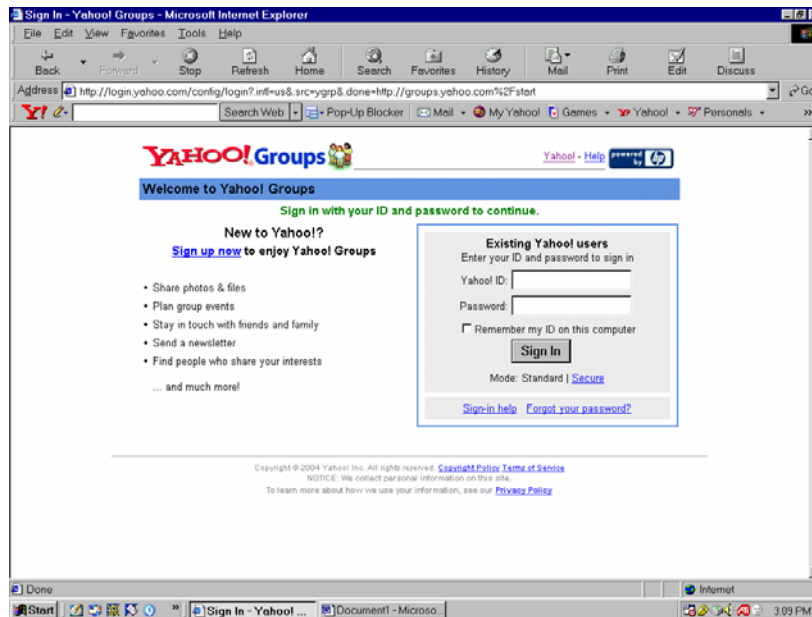 Sign In - Yahoo! Groups - Microsoft Internet Explorer
File Edit View Favorites Tools Help
Back Forward Stop Refresh Home Search Favorites History Mail Print Edit Discuss
Address http://login.yahoo.com/config/login?.intl=us&.src=ygrp&.done=http://groups.yahoo.com%2Fstart Go
Y! Search Web Pop-Up Blocker Mail My Yahoo! Games Yahoo! Personals »
YAHOO! Groups Yahoo! - Help powered by hp
Welcome to Yahoo! Groups
Sign in with your ID and password to continue.
New to Yahoo!?
Sign up now to enjoy Yahoo! Groups
• Share photos & files
• Plan group events
• Stay in touch with friends and family
• Send a newsletter
• Find people who share your interests
... and much more!
Existing Yahoo! users
Enter your ID and password to sign in
Yahoo! ID:
Password:
Remember my ID on this computer
Sign In
Mode: Standard | Secure
Sign-in help Forgot your password?
Copyright © 2004 Yahoo! Inc. All rights reserved. Copyright Policy Terms of Service
NOTICE: We collect personal information on this site.
To learn more about how we use your information, see our Privacy Policy
Done Internet
Start » Sign In - Yahoo! ... Document1 - Microso... 3:09 PM